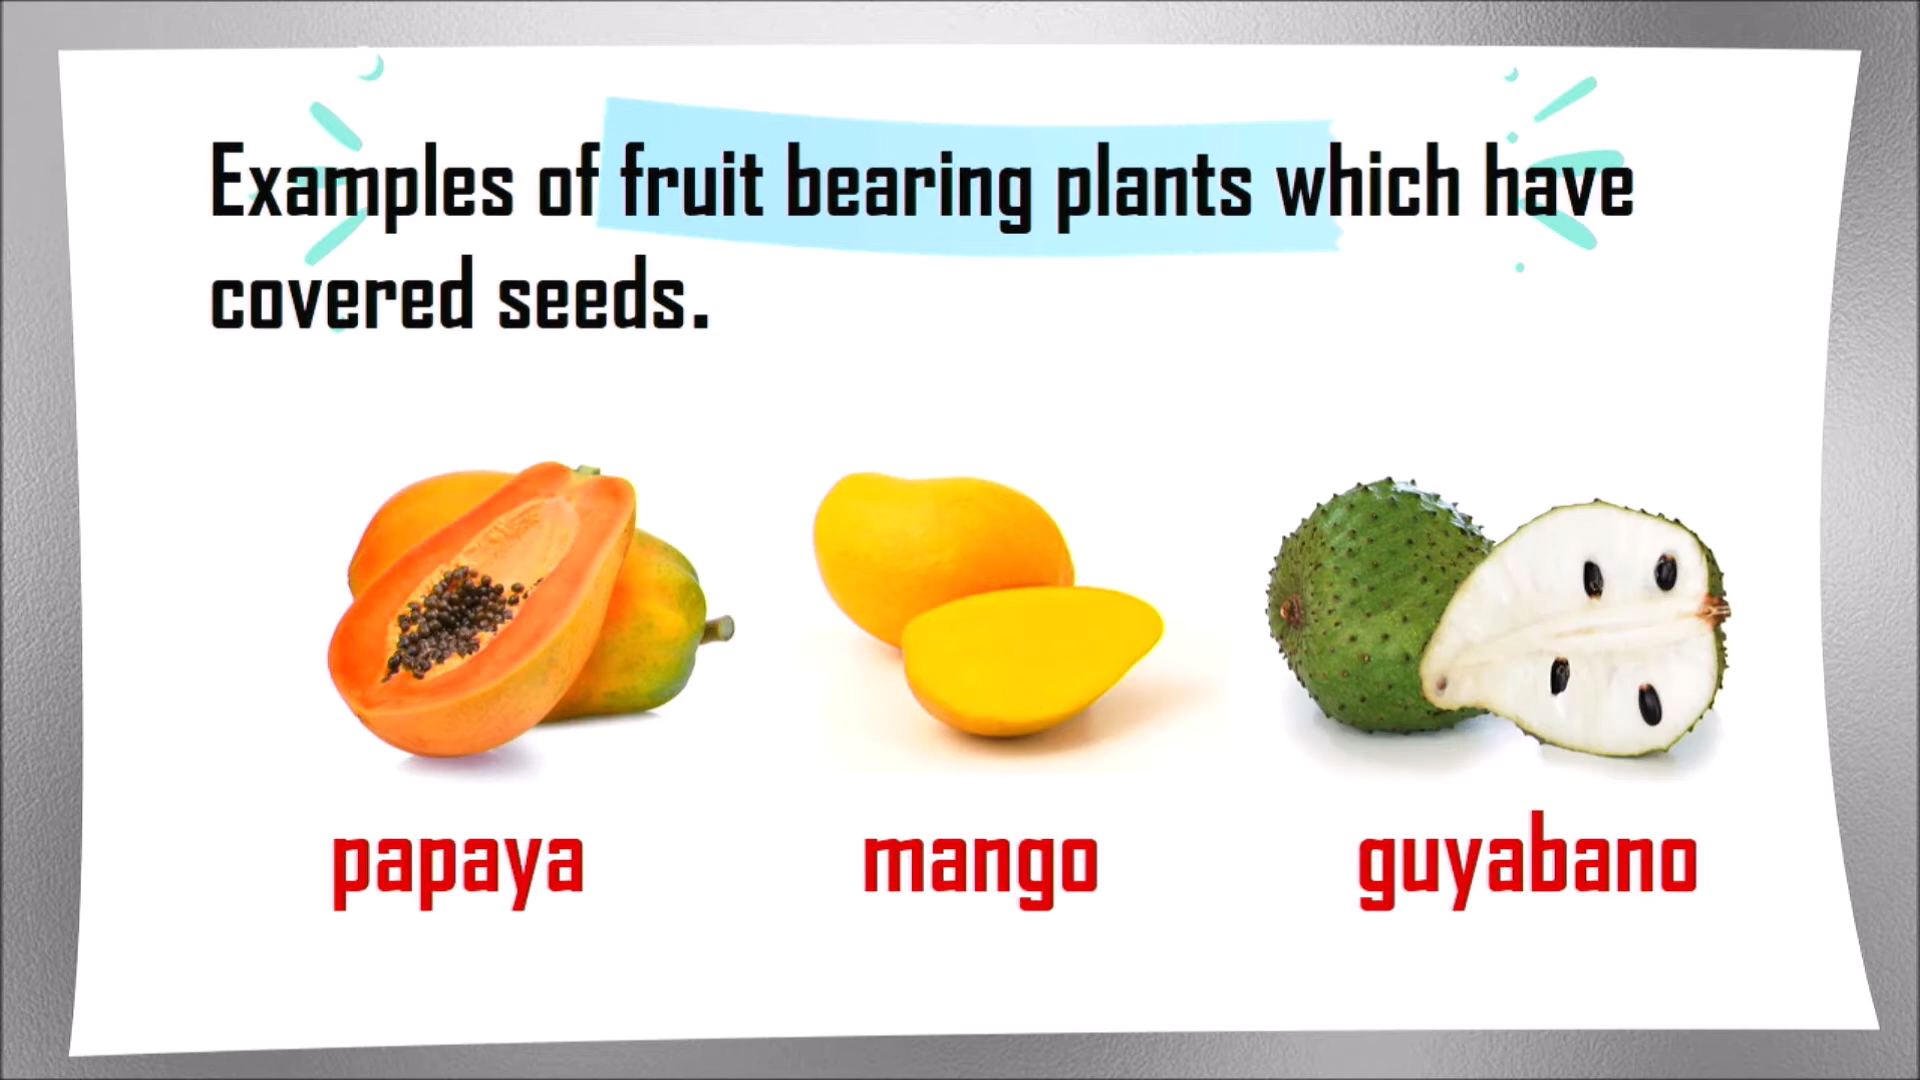 Examples of fruit bearing plants which have
covered seeds.
papaya
mango
guyabano